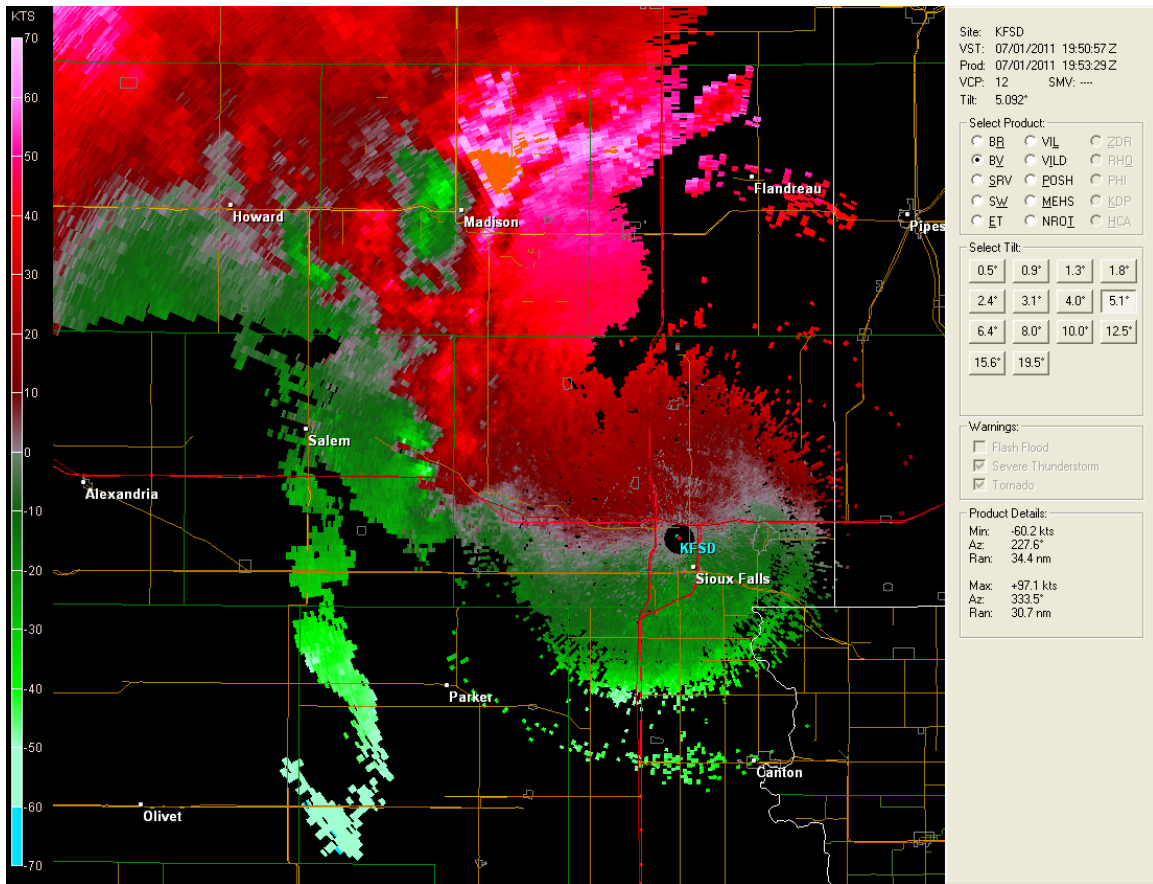 KTS
70
60
50
40
30
20
10
0
-10
-20
-30
-40
-50
-60
-70
Howard
Madison
Flandreau
Pipes
Salem
Alexandria
KFSD
Sioux Falls
Parker
Canton
Olivet
Site: KFSD
VST: 07/01/2011 19:50:57Z
Prod: 07/01/2011 19:53:29Z
VCP: 12 SMV: ----
Tilt: 5.092°
Select Product:
BR VIL ZDR
BV VILD RHO
SRV POSH PHI
SW MEHS KDP
ET NROT HCA
Select Tilt:
0.5° 0.9° 1.3° 1.8°
2.4° 3.1° 4.0° 5.1°
6.4° 8.0° 10.0° 12.5°
15.6° 19.5°
Warnings:
Flash Flood
Severe Thunderstorm
Tornado
Product Details:
Min: -60.2 kts
Az: 227.6°
Ran: 34.4 nm
Max: +97.1 kts
Az: 333.5°
Ran: 30.7 nm